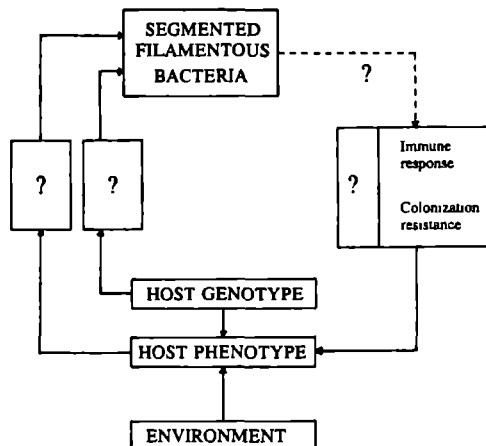 SEGMENTED
FILAMENTOUS
BACTERIA
?
?
?
?
Immune
response
Colonization
resistance
HOST GENOTYPE
HOST PHENOTYPE
ENVIRONMENT